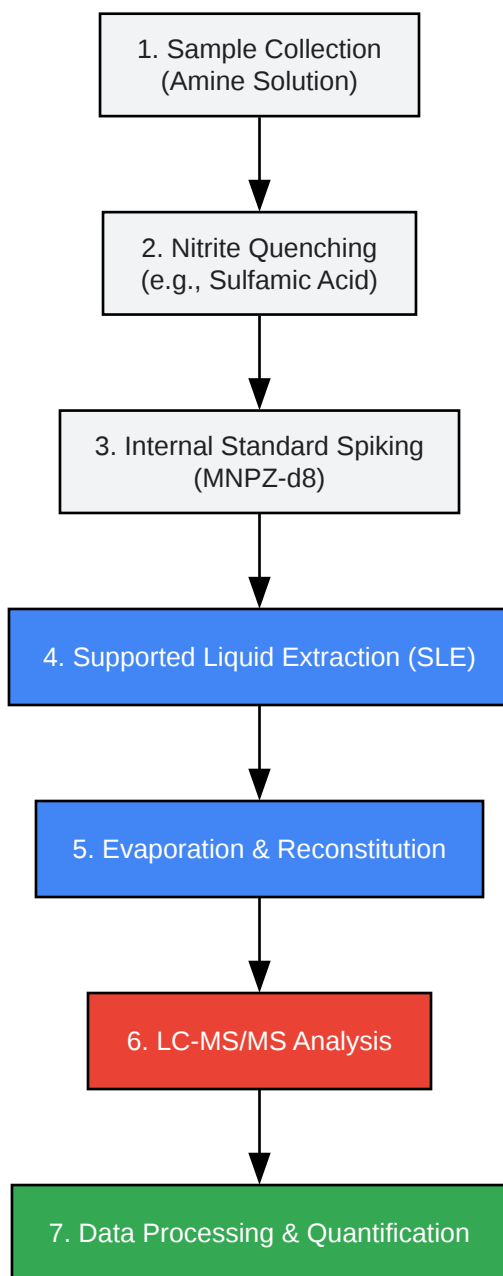 1. Sample Collection
(Amine Solution)
2. Nitrite Quenching
(e.g., Sulfamic Acid)
3. Internal Standard Spiking
(MNPZ-d8)
4. Supported Liquid Extraction (SLE)
5. Evaporation & Reconstitution
6. LC-MS/MS Analysis
7. Data Processing & Quantification